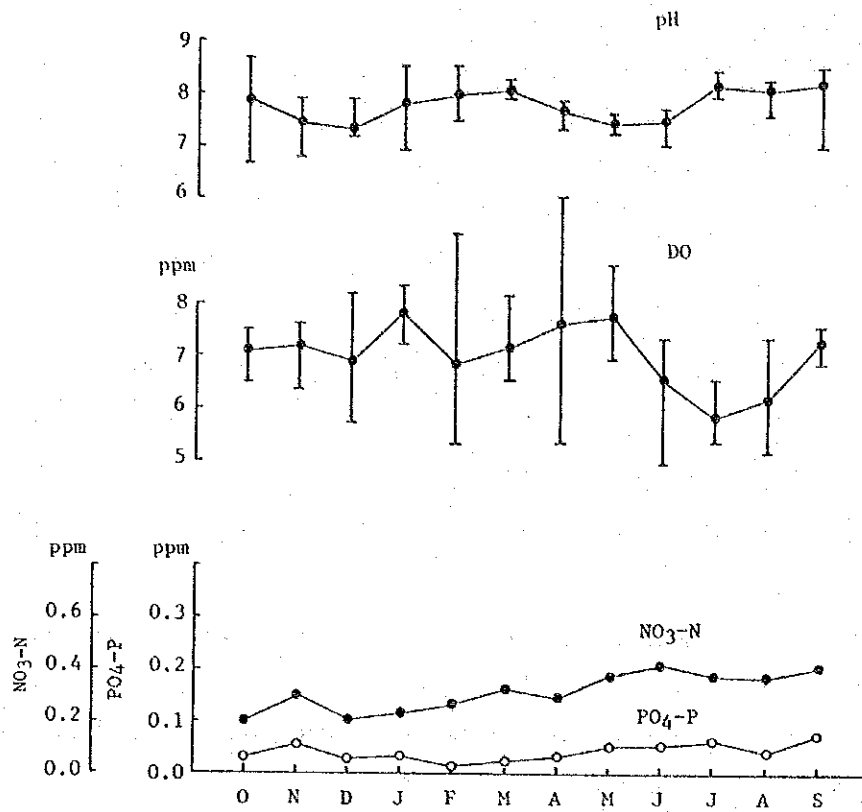 pH
9
8
7
6
ppm
DO
8
7
6
5
ppm ppm
0.6 0.3
NO3-N
0.4 PO4-P 0.2
NO3-N
0.2 0.1
PO4-P
0.0 0.0
O N D J F M A M J J A S